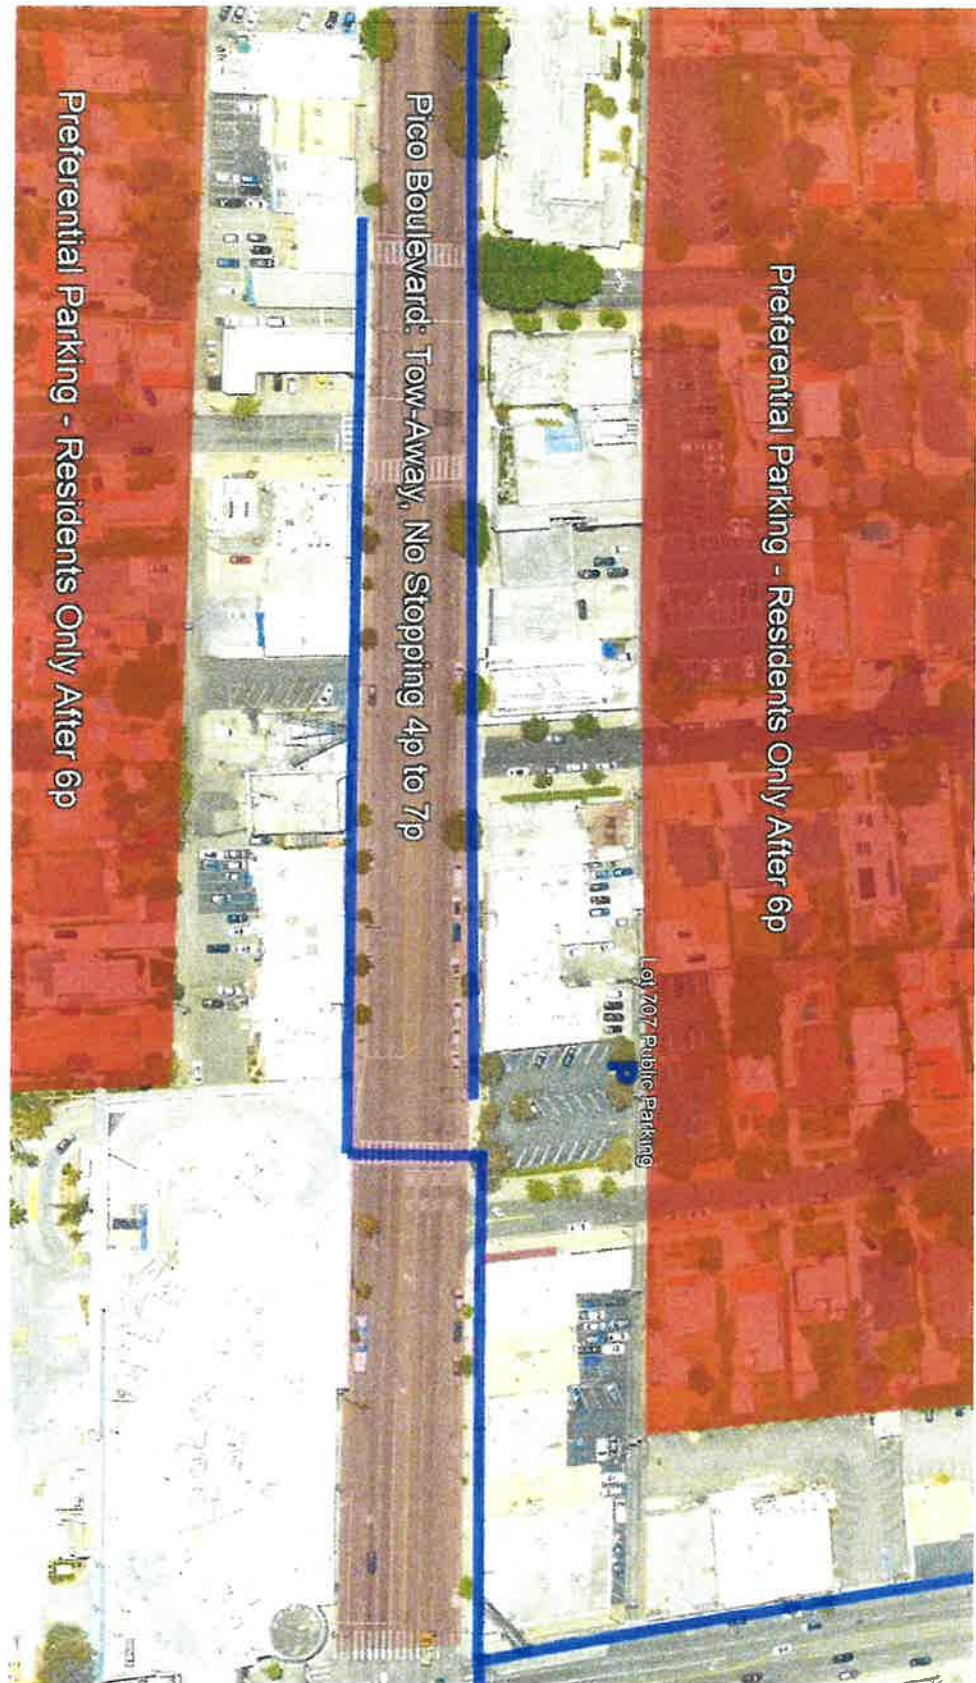 Preferential Parking - Residents Only After 6p
Lot 707 Public Parking
P
Pico Boulevard: Tow-Away, No Stopping 4p to 7p
Preferential Parking - Residents Only After 6p